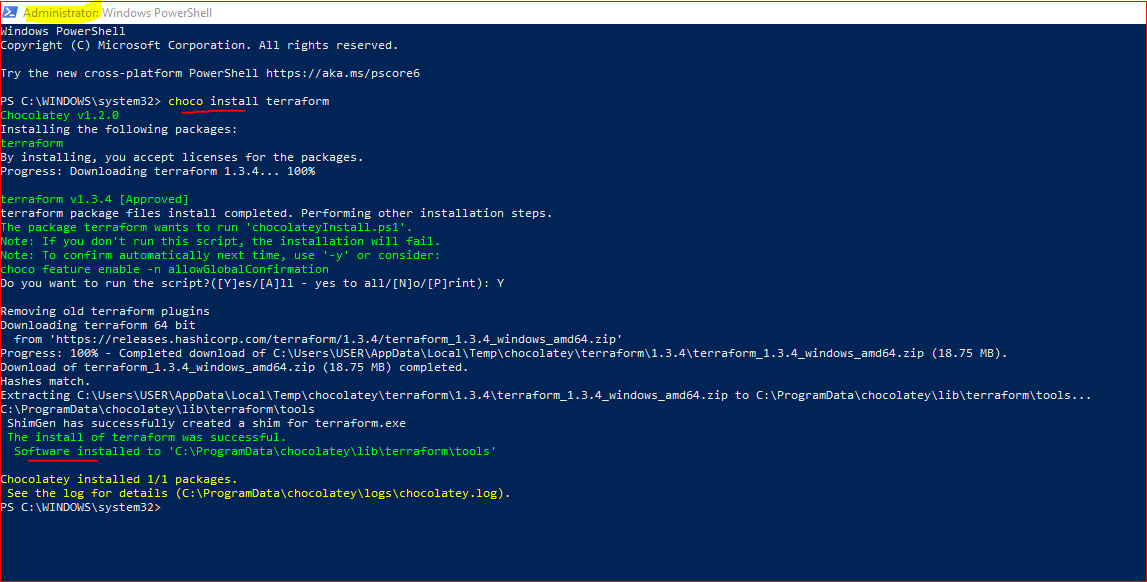 Administrator: Windows PowerShell
Windows PowerShell
Copyright (C) Microsoft Corporation. All rights reserved.
Try the new cross-platform PowerShell https://aka.ms/pscore6
PS C:\WINDOWS\system32> choco install terraform
Chocolatey v1.2.0
Installing the following packages:
terraform
By installing, you accept licenses for the packages.
Progress: Downloading terraform 1.3.4... 100%
terraform v1.3.4 [Approved]
terraform package files install completed. Performing other installation steps.
The package terraform wants to run 'chocolateyInstall.ps1'.
Note: If you don't run this script, the installation will fail.
Note: To confirm automatically next time, use '-y' or consider:
choco feature enable -n allowGlobalConfirmation
Do you want to run the script?([Y]es/[A]ll - yes to all/[N]o/[P]rint): Y
Removing old terraform plugins
Downloading terraform 64 bit
  from 'https://releases.hashicorp.com/terraform/1.3.4/terraform_1.3.4_windows_amd64.zip'
Progress: 100% - Completed download of C:\Users\USER\AppData\Local\Temp\chocolatey\terraform\1.3.4\terraform_1.3.4_windows_amd64.zip (18.75 MB).
Download of terraform_1.3.4_windows_amd64.zip (18.75 MB) completed.
Hashes match.
Extracting C:\Users\USER\AppData\Local\Temp\chocolatey\terraform\1.3.4\terraform_1.3.4_windows_amd64.zip to C:\ProgramData\chocolatey\lib\terraform\tools...
C:\ProgramData\chocolatey\lib\terraform\tools
 ShimGen has successfully created a shim for terraform.exe
 The install of terraform was successful.
  Software installed to 'C:\ProgramData\chocolatey\lib\terraform\tools'
Chocolatey installed 1/1 packages.
 See the log for details (C:\ProgramData\chocolatey\logs\chocolatey.log).
PS C:\WINDOWS\system32>